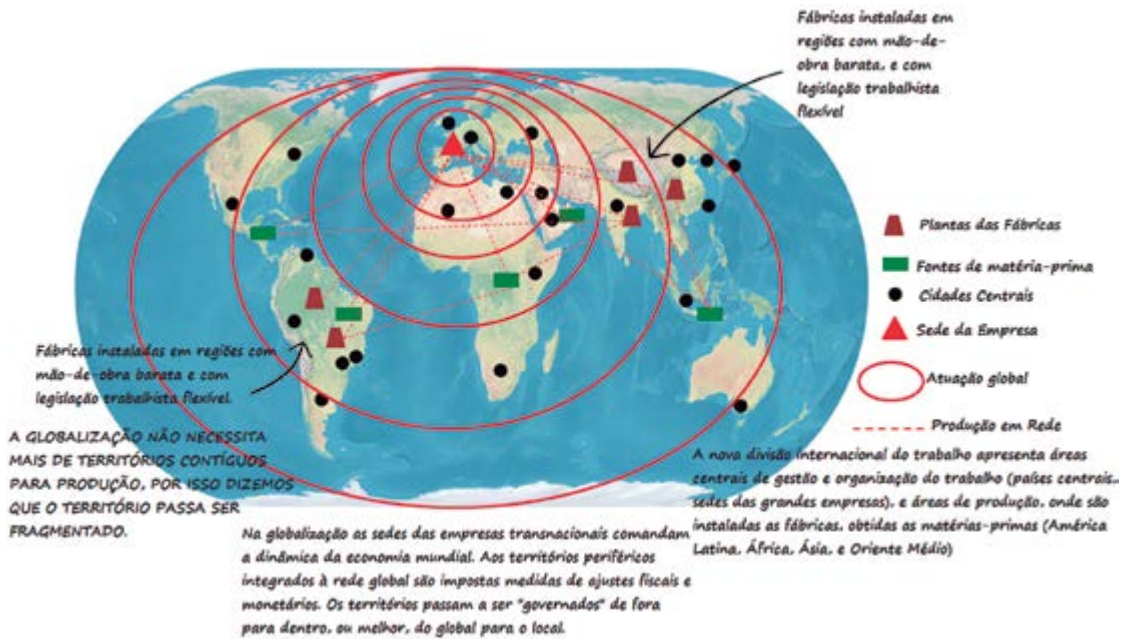 Fábricas instaladas em
regiões com mão-de-
obra barata, e com
legislação trabalhista
flexível
Plantas das Fábricas
Fontes de matéria-prima
Cidades Centrais
Sede da Empresa
Atuação global
Produção em Rede
Fábricas instaladas em regiões com
mão-de-obra barata e com
legislação trabalhista flexível.
A GLOBALIZAÇÃO NÃO NECESSITA
MAIS DE TERRITÓRIOS CONTÍGUOS
PARA PRODUÇÃO, POR ISSO DIZEMOS
QUE O TERRITÓRIO PASSA SER
FRAGMENTADO.
Na globalização as sedes das empresas transnacionais comandam
a dinâmica da economia mundial. Aos territórios periféricos
integrados à rede global são impostas medidas de ajustes fiscais e
monetários. Os territórios passam a ser "governados" de fora
para dentro, ou melhor, do global para o local.
A nova divisão internacional do trabalho apresenta áreas
centrais de gestão e organização do trabalho (países centrais,
sedes das grandes empresas), e áreas de produção, onde são
instaladas as fábricas, obtidas as matérias-primas (América
Latina, África, Ásia, e Oriente Médio)